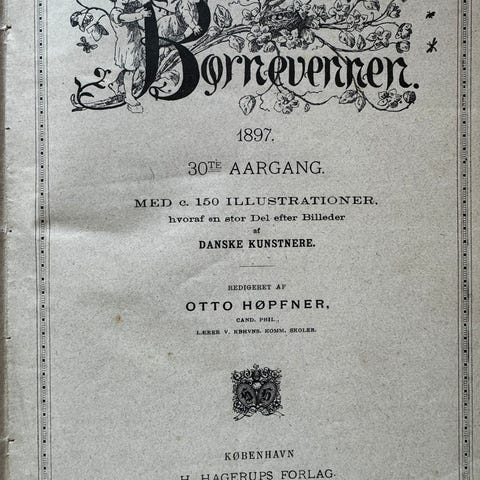 Børnevennen.
1897.
30TE AARGANG.
MED c. 150 ILLUSTRATIONER,
hvoraf en stor Del efter Billeder
af
DANSKE KUNSTNERE.
REDIGERET AF
OTTO HØPFNER,
CAND. PHIL.,
LÆRER V. KBHVNS. KOMM. SKOLER.
KØBENHAVN
H. HAGERUPS FORLAG.